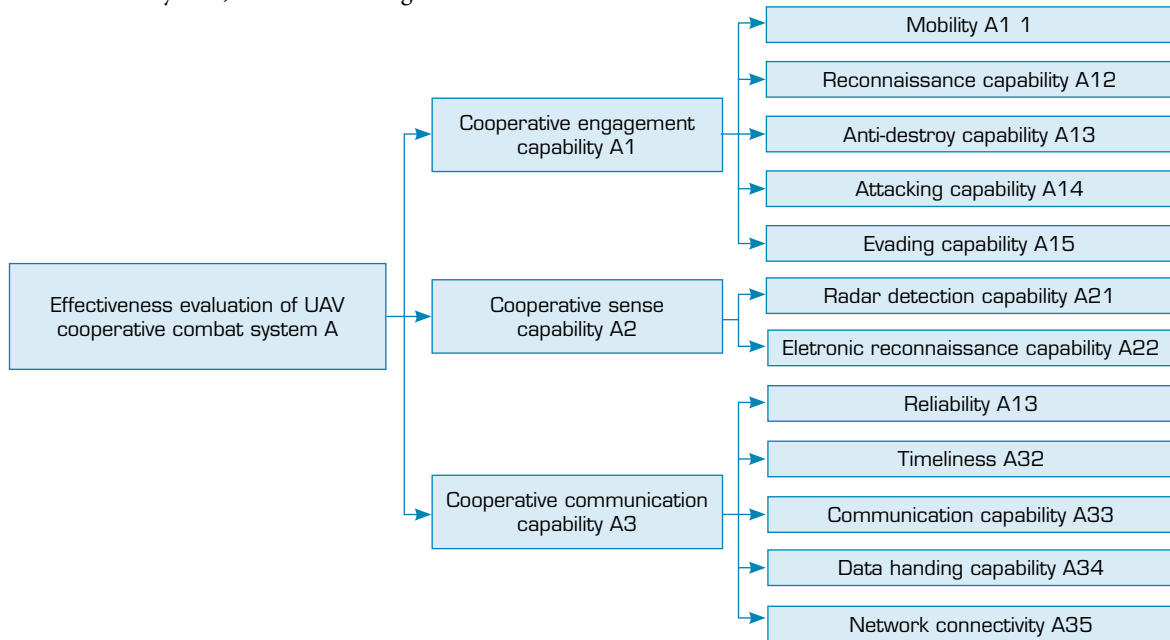 Mobility A1 1
Reconnaissance capability A12
Cooperative engagement
capability A1
Anti-destroy capability A13
Attacking capability A14
Evading capability A15
Effectiveness evaluation of UAV
cooperative combat system A
Cooperative sense
capability A2
Radar detection capability A21
Eletronic reconnaissance capability A22
Reliability A13
Timeliness A32
Cooperative communication
capability A3
Communication capability A33
Data handing capability A34
Network connectivity A35